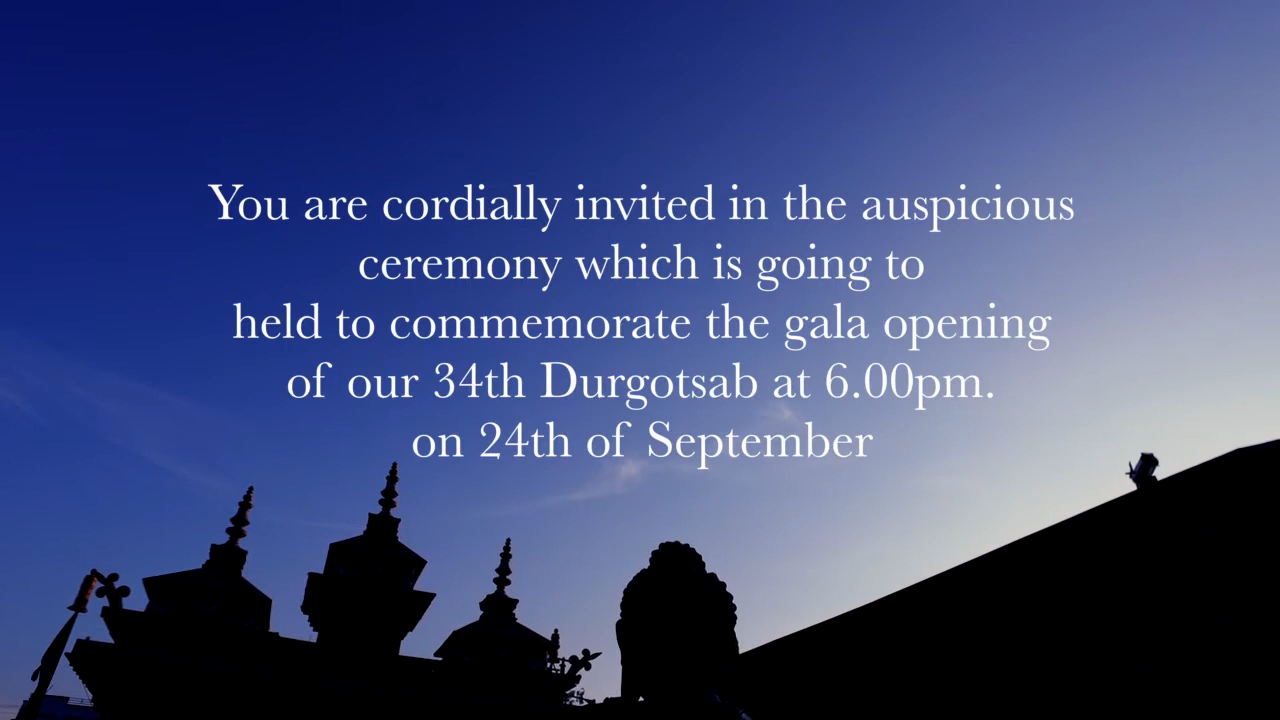 You are cordially invited in the auspicious
ceremony which is going to
held to commemorate the gala opening
of our 34th Durgotsab at 6.00pm.
on 24th of September